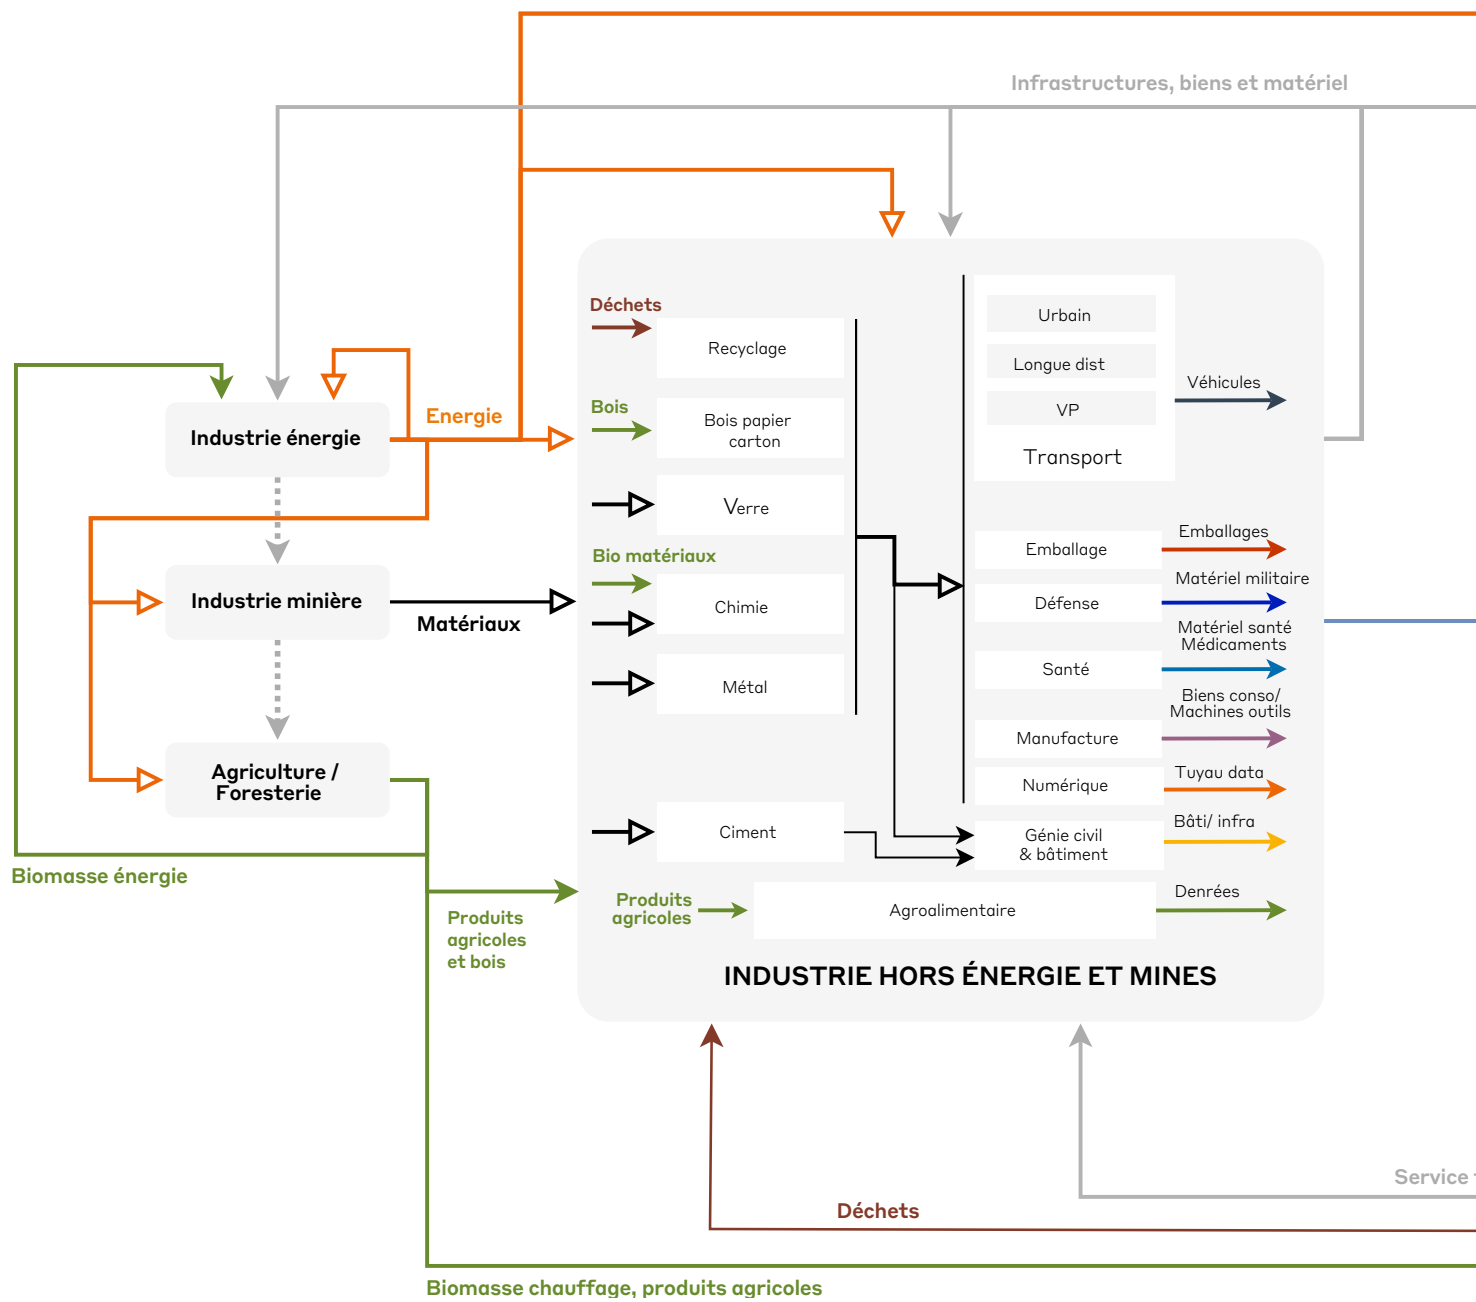 Infrastructures, biens et matériel
Energie
Industrie énergie
Industrie minière
Matériaux
Agriculture /
Foresterie
Biomasse énergie
Produits
agricoles
et bois
Déchets
Recyclage
Bois
Bois papier
carton
Verre
Bio matériaux
Chimie
Métal
Ciment
Produits
agricoles
Agroalimentaire
Urbain
Longue dist
VP
Transport
Véhicules
Emballage
Emballages
Défense
Matériel militaire
Santé
Matériel santé
Médicaments
Manufacture
Biens conso/
Machines outils
Numérique
Tuyau data
Génie civil
& bâtiment
Bâti/ infra
Denrées
INDUSTRIE HORS ÉNERGIE ET MINES
Service
Déchets
Biomasse chauffage, produits agricoles